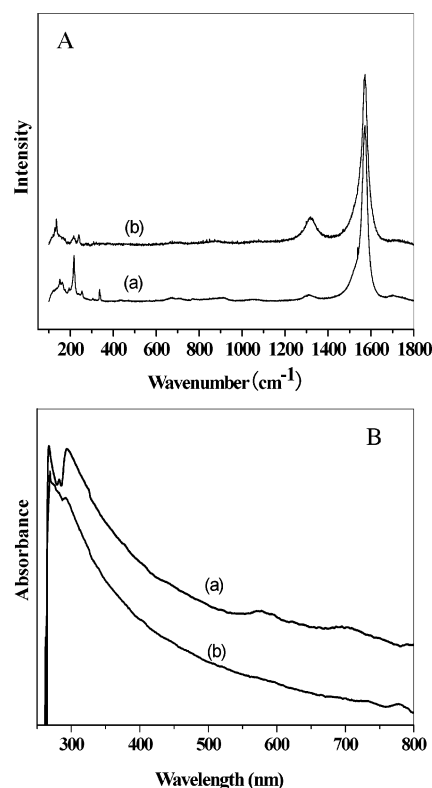 A
Intensity
(b)
(a)
200 400 600 800 1000 1200 1400 1600 1800
Wavenumber (cm-1)
B
Absorbance
(a)
(b)
300 400 500 600 700 800
Wavelength (nm)